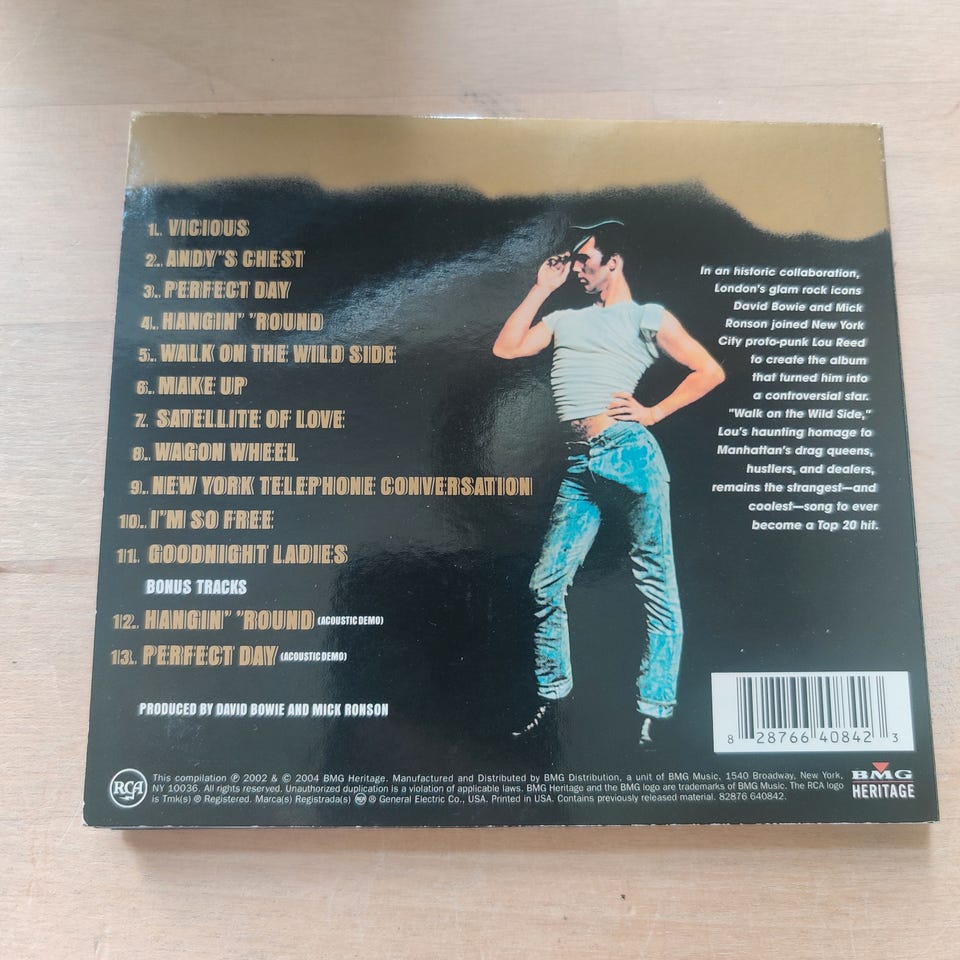 1. VICIOUS
2. ANDY'S CHEST
3. PERFECT DAY
4. HANGIN' 'ROUND
5. WALK ON THE WILD SIDE
6. MAKE UP
7. SATELLITE OF LOVE
8. WAGON WHEEL
9. NEW YORK TELEPHONE CONVERSATION
10. I'M SO FREE
11. GOODNIGHT LADIES
BONUS TRACKS
12. HANGIN' 'ROUND (ACOUSTIC DEMO)
13. PERFECT DAY (ACOUSTIC DEMO)
PRODUCED BY DAVID BOWIE AND MICK RONSON
In an historic collaboration,
London's glam rock icons
David Bowie and Mick
Ronson joined New York
City proto-punk Lou Reed
to create the album
that turned him into
a controversial star.
"Walk on the Wild Side,"
Lou's haunting homage to
Manhattan's drag queens,
hustlers, and dealers,
remains the strangest—and
coolest—song to ever
become a Top 20 hit.
8 28766 40842 3
RCA
This compilation ℗ 2002 & © 2004 BMG Heritage. Manufactured and Distributed by BMG Distribution, a unit of BMG Music, 1540 Broadway, New York,
NY 10036. All rights reserved. Unauthorized duplication is a violation of applicable laws. BMG Heritage and the BMG logo are trademarks of BMG Music. The RCA logo
is Tmk(s) ® Registered. Marca(s) Registrada(s) RCA ® General Electric Co., USA. Printed in USA. Contains previously released material. 82876 640842.
BMG
HERITAGE